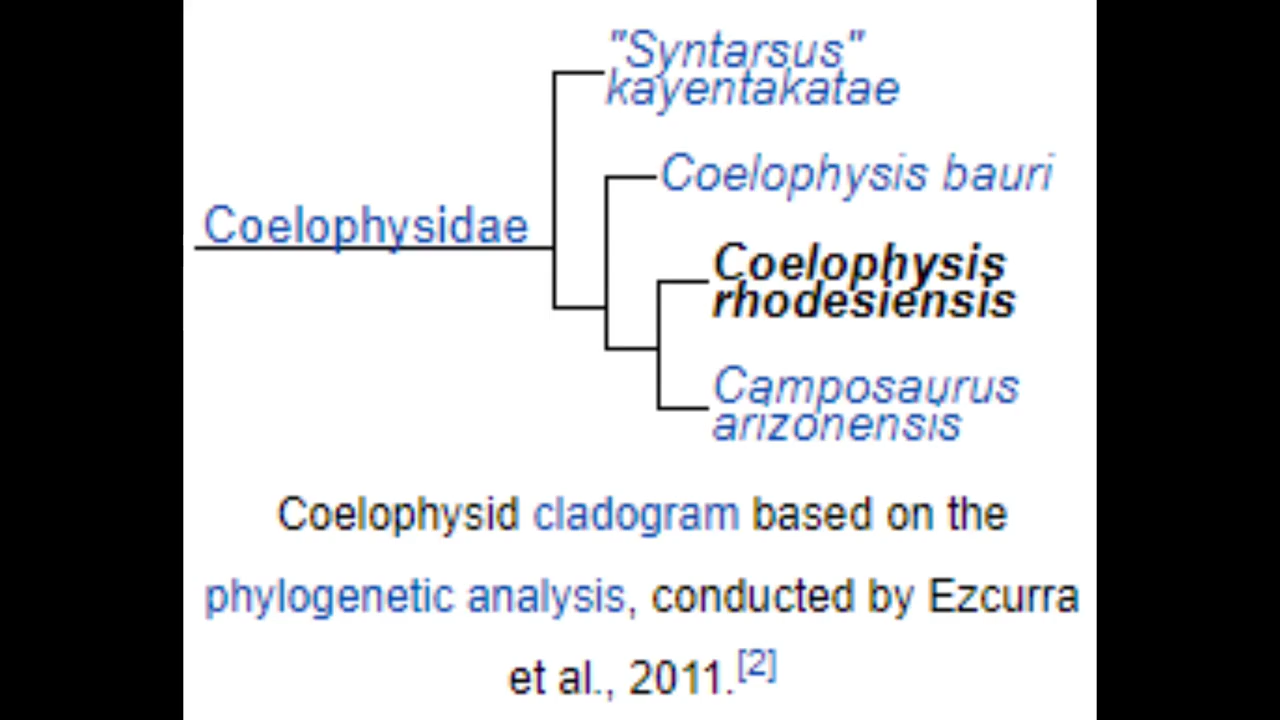 "Syntarsus"
kayentakatae
Coelophysis bauri
Coelophysidae
Coelophysis
rhodesiensis
Camposaurus
arizonensis
Coelophysid cladogram based on the
phylogenetic analysis, conducted by Ezcurra
et al., 2011.[2]